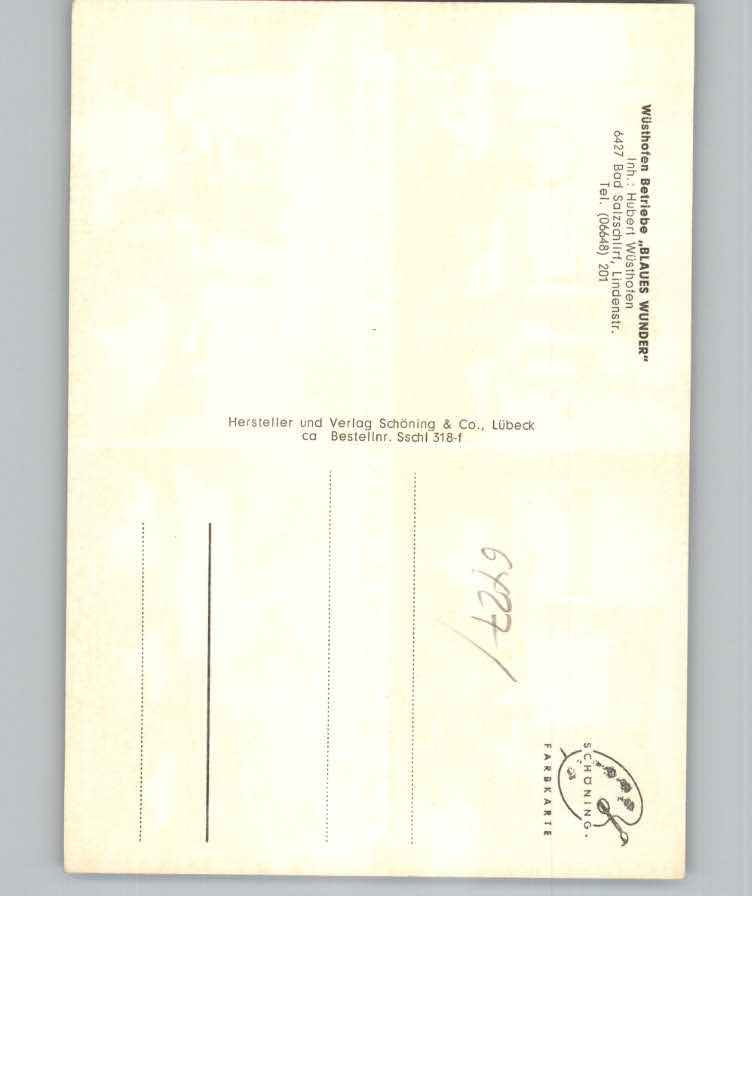 Wüsthofen Betriebe „BLAUES WUNDER"
Inh.: Hubert Wüsthofen
6427 Bad Salzschlirf, Lindenstr.
Tel. (06648) 201
Hersteller und Verlag Schöning & Co., Lübeck
ca Bestellnr. Sschl 318-f
6427/
SCHÖNING-
FARBKARTE